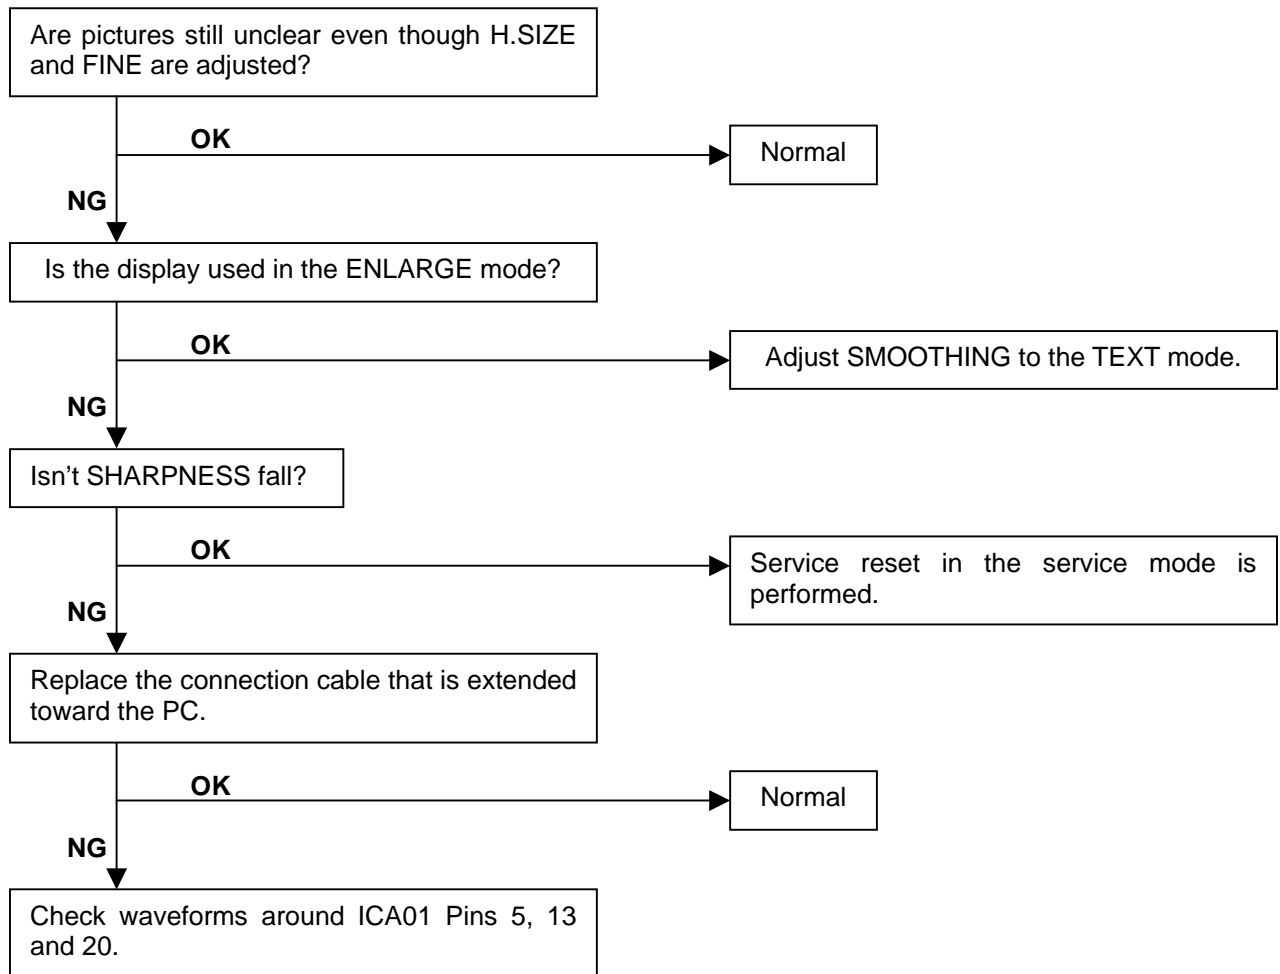 Are pictures still unclear even though H.SIZE
and FINE are adjusted?
OK
Normal
NG
Is the display used in the ENLARGE mode?
OK
Adjust SMOOTHING to the TEXT mode.
NG
Isn't SHARPNESS fall?
OK
Service reset in the service mode is
performed.
NG
Replace the connection cable that is extended
toward the PC.
OK
Normal
NG
Check waveforms around ICA01 Pins 5, 13
and 20.